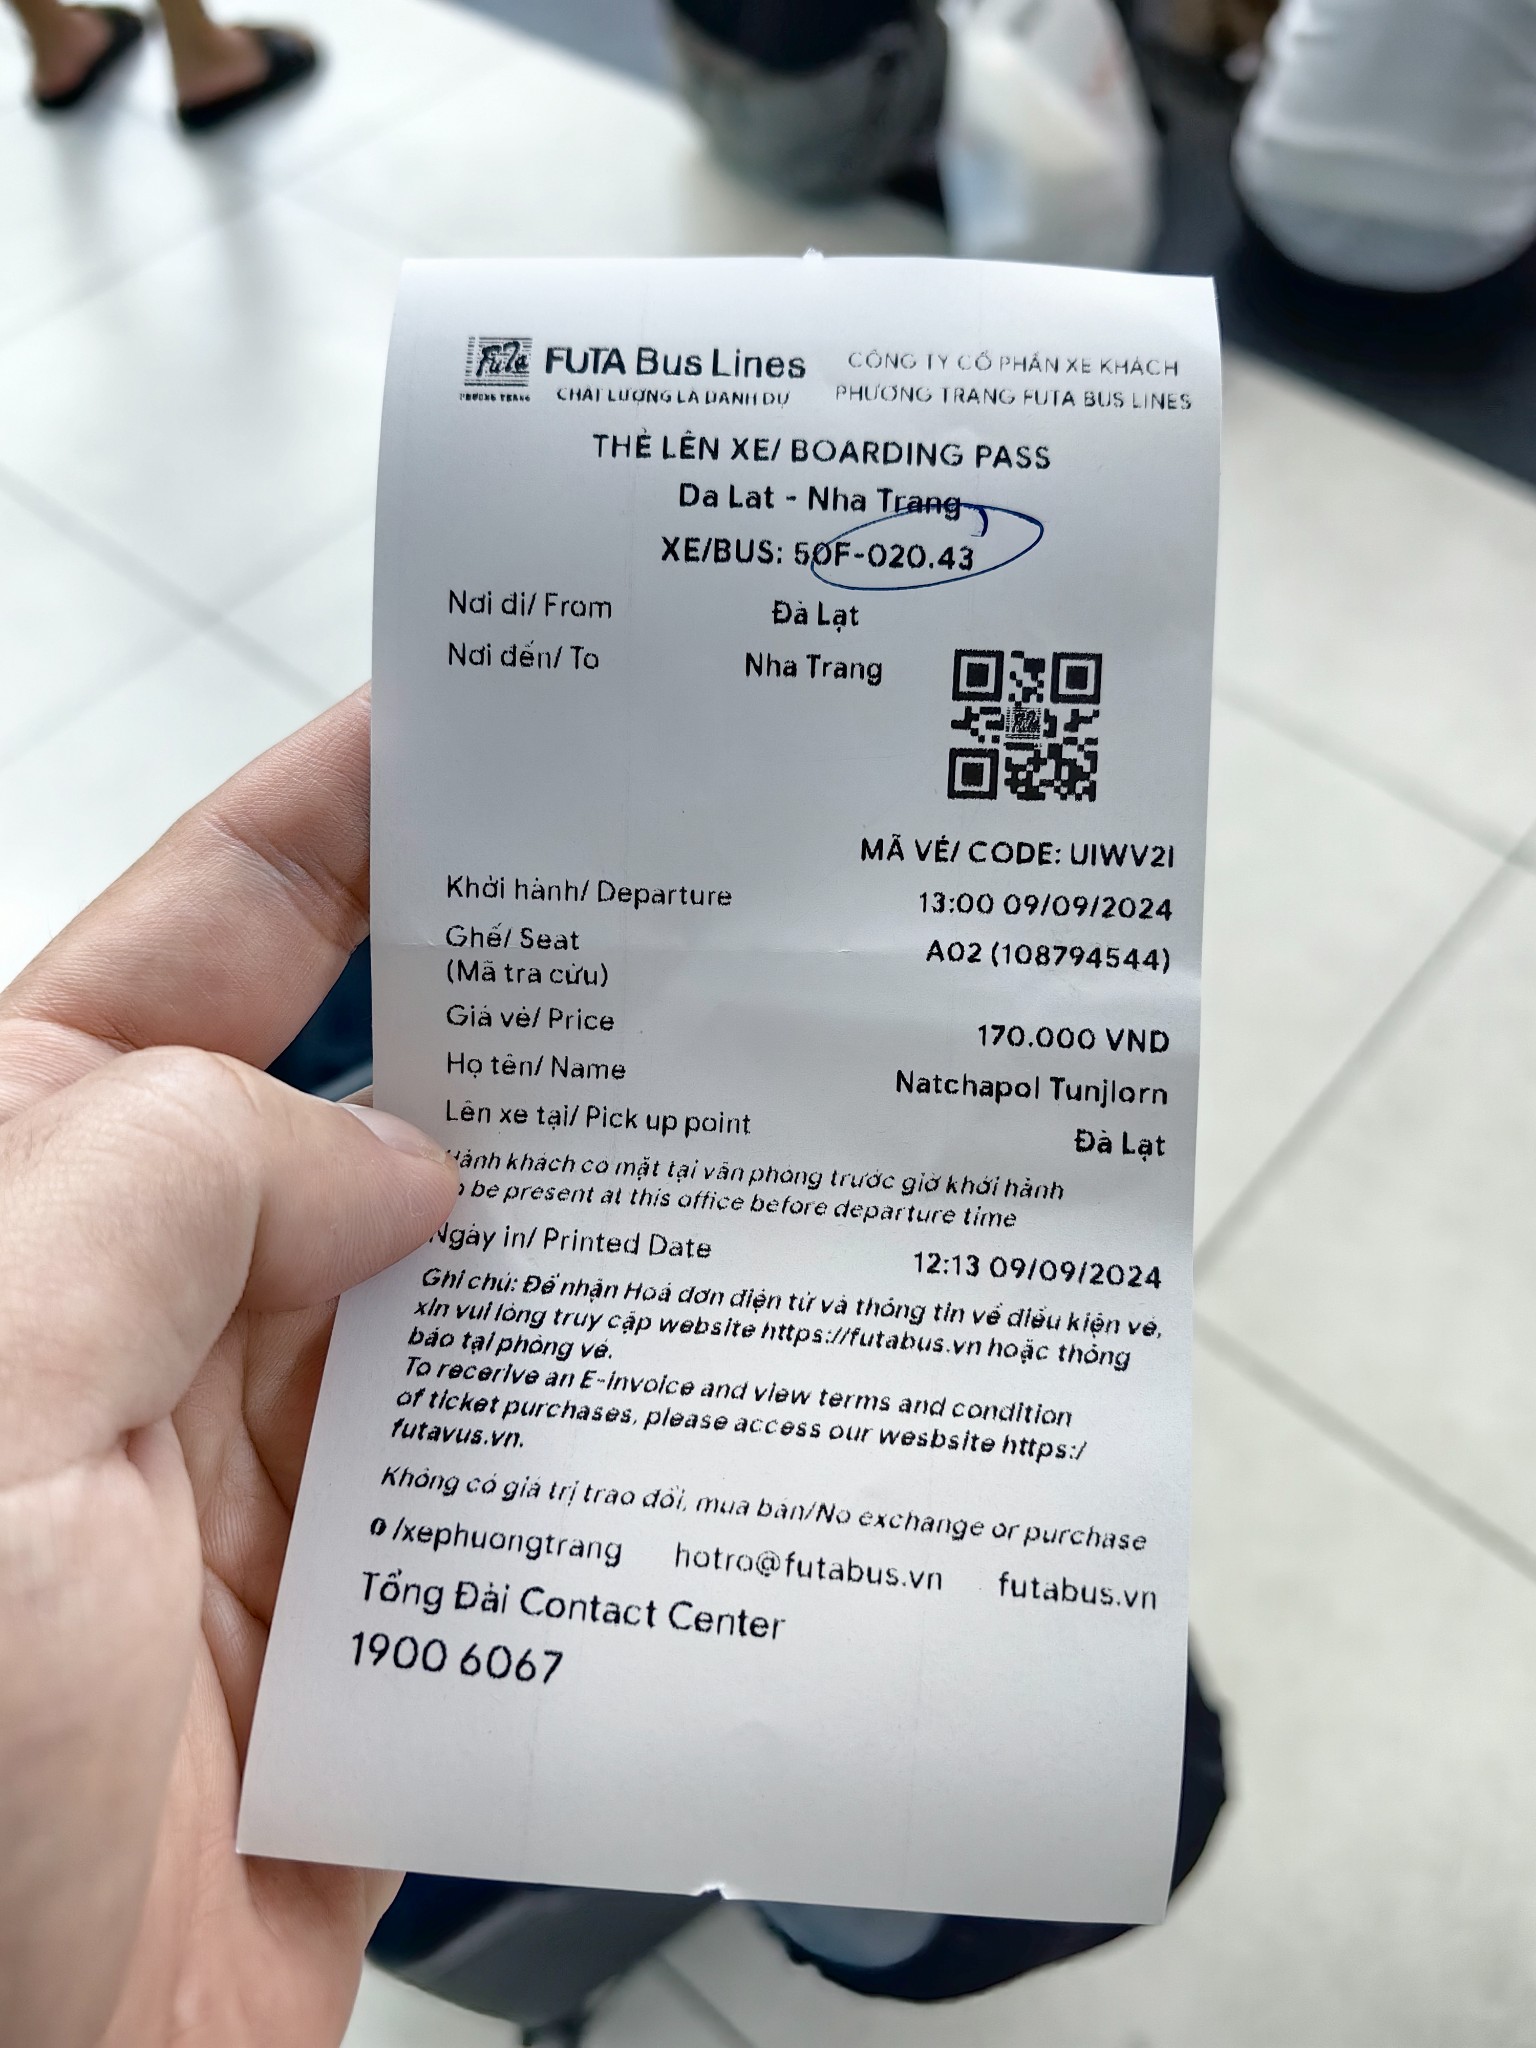 FuTa FUTA Bus Lines
PHƯƠNG TRANG CHẤT LƯỢNG LÀ DANH DỰ
CÔNG TY CỔ PHẦN XE KHÁCH
PHƯƠNG TRANG FUTA BUS LINES
THẺ LÊN XE/ BOARDING PASS
Da Lat - Nha Trang
XE/BUS: 50F-020.43
Nơi đi/ From Đà Lạt
Nơi đến/ To Nha Trang
MÃ VÉ/ CODE: UIWV2I
Khởi hành/ Departure 13:00 09/09/2024
Ghế/ Seat A02 (108794544)
(Mã tra cứu)
Giá vé/ Price 170.000 VND
Họ tên/ Name Natchapol Tunjlorn
Lên xe tại/ Pick up point Đà Lạt
Hành khách có mặt tại văn phòng trước giờ khởi hành
be present at this office before departure time
Ngày in/ Printed Date 12:13 09/09/2024
Ghi chú: Để nhận Hoá đơn điện tử và thông tin về điều kiện vé,
xin vui lòng truy cập website https://futabus.vn hoặc thông
báo tại phòng vé.
To recerive an E-invoice and view terms and condition
of ticket purchases, please access our wesbsite https:/
futavus.vn.
Không có giá trị trao đổi, mua bán/No exchange or purchase
/xephuongtrang hotro@futabus.vn futabus.vn
Tổng Đài Contact Center
1900 6067